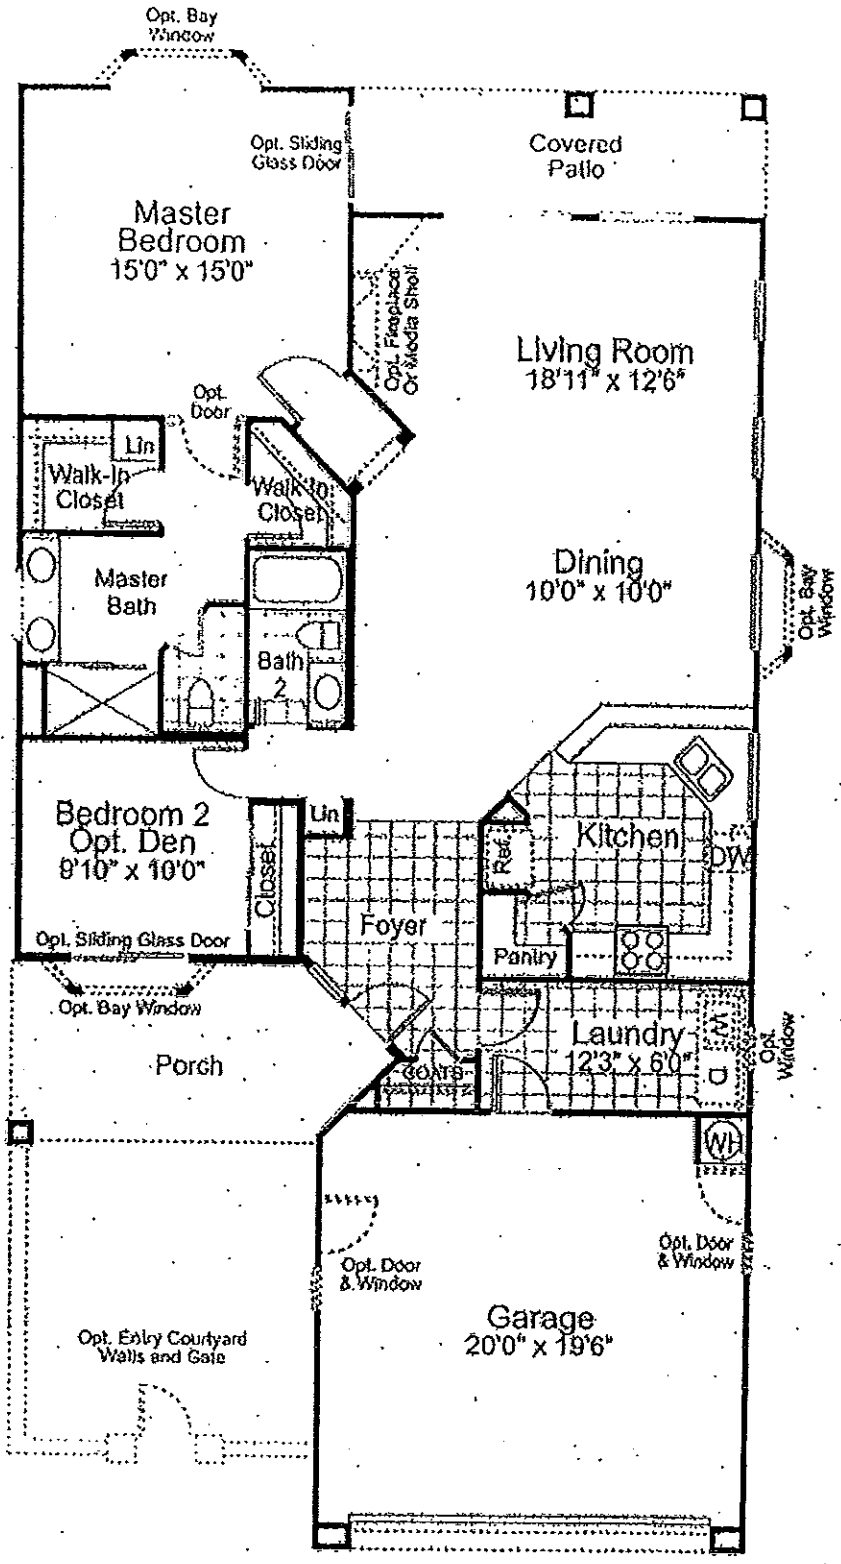 Opt. Bay
Window
Opt. Sliding
Glass Door
Covered
Patio
Master
Bedroom
15'0" x 15'0"
Opt. Fireplace
Or Media Shelf
Living Room
18'11" x 12'6"
Opt.
Door
Lin
Walk-In
Closet
Walk-In
Closet
Dining
10'0" x 10'0"
Opt. Bay
Window
Master
Bath
Bath
2
Bedroom 2
Opt. Den
9'10" x 10'0"
Lin
Closet
Ref.
Kitchen
DW
Foyer
Pantry
Opt. Sliding Glass Door
Opt. Bay Window
Laundry
12'3" x 6'0"
W
D
Opt.
Window
Porch
COATS
WH
Opt. Door
& Window
Opt. Door
& Window
Garage
20'0" x 19'6"
Opt. Entry Courtyard
Walls and Gate